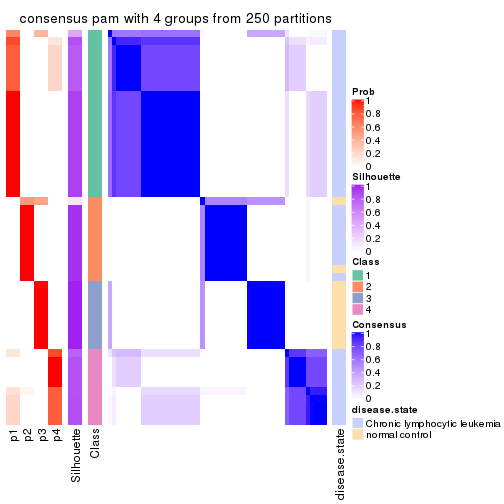 consensus pam with 4 groups from 250 partitions
Prob
1
0.8
0.6
0.4
0.2
0
Silhouette
1
0.8
0.6
0.4
0.2
0
Class
1
2
3
4
Consensus
1
0.8
0.6
0.4
0.2
0
disease.state
Chronic lymphocytic leukemia
normal control
p1
p2
p3
p4
Silhouette
Class
disease.state